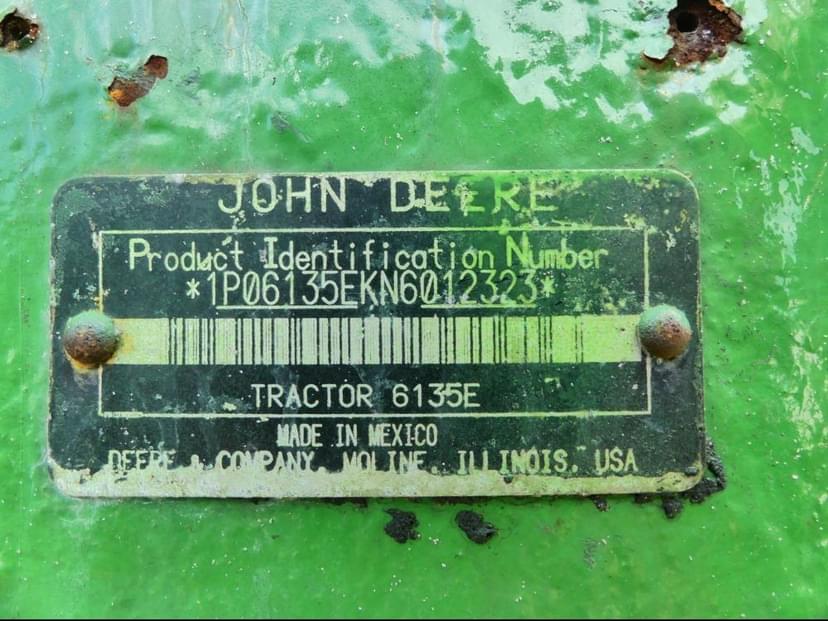 JOHN DEERE
Product Identification Number
*1P06135EKN6012323*
TRACTOR 6135E
MADE IN MEXICO
DEERE & COMPANY, MOLINE, ILLINOIS, USA